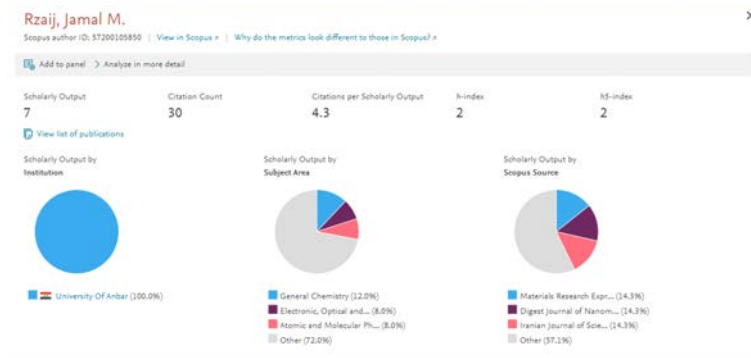 Rzaij, Jamal M.
Scopus author ID: 57200105850 | View in Scopus ↗ | Why do the metrics look different to those in Scopus? ↗
Add to panel > Analyze in more detail
Scholarly Output
7
Citation Count
30
Citations per Scholarly Output
4.3
h-index
2
h5-index
2
View list of publications
Scholarly Output by
Institution
University Of Anbar (100.0%)
Scholarly Output by
Subject Area
General Chemistry (12.0%)
Electronic, Optical and... (8.0%)
Atomic and Molecular Ph... (8.0%)
Other (72.0%)
Scholarly Output by
Scopus Source
Materials Research Expr... (14.3%)
Digest Journal of Nanom... (14.3%)
Iranian Journal of Scie... (14.3%)
Other (57.1%)